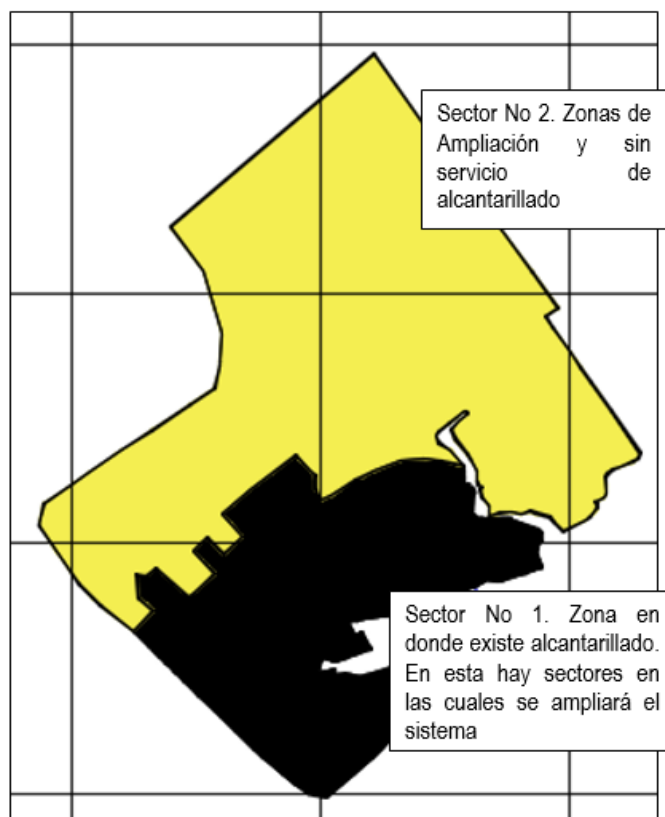 Sector No 2. Zonas de
Ampliación y sin
servicio de
alcantarillado
Sector No 1. Zona en
donde existe alcantarillado.
En esta hay sectores en
las cuales se ampliará el
sistema